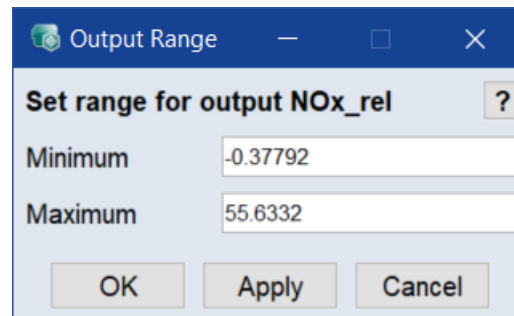 Output Range
Set range for output NOx_rel ?
Minimum -0.37792
Maximum 55.6332
OK Apply Cancel